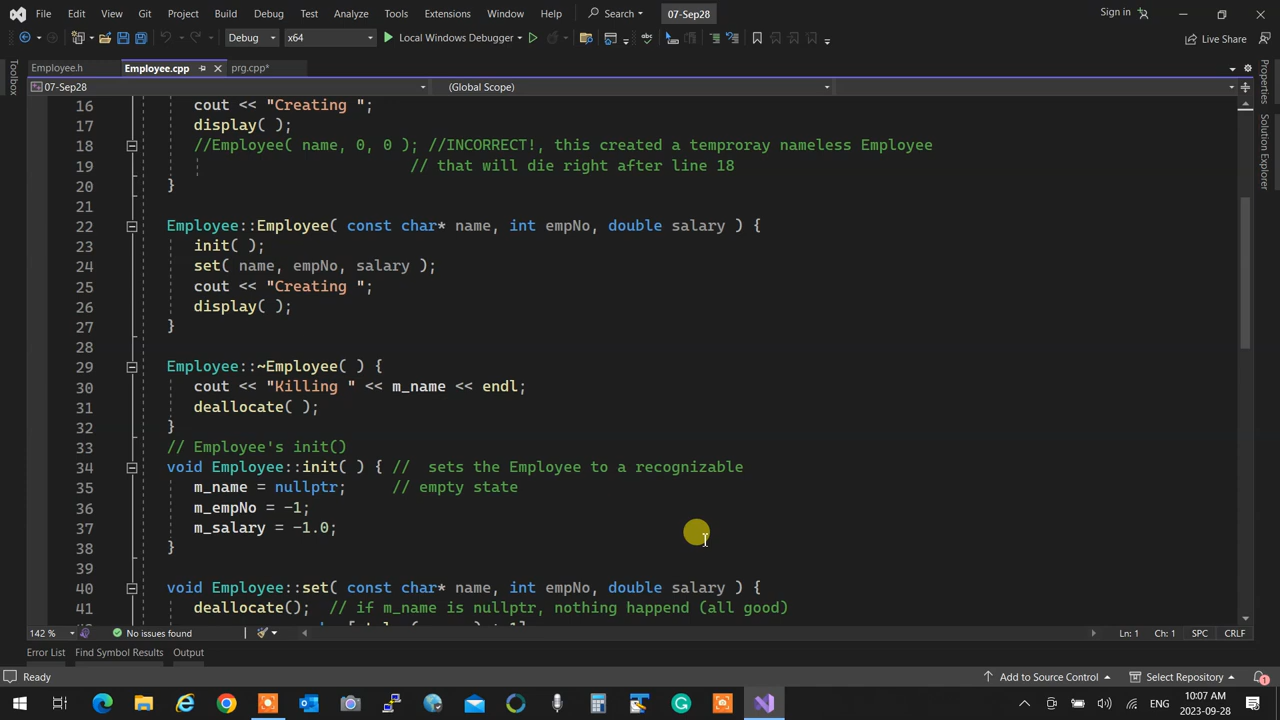 File Edit View Git Project Build Debug Test Analyze Tools Extensions Window Help Search 07-Sep28 Sign in
Debug x64 Local Windows Debugger Live Share
Toolbox
Employee.h Employee.cpp prg.cpp*
07-Sep28 (Global Scope)
16 cout << "Creating ";
17 display( );
18 //Employee( name, 0, 0 ); //INCORRECT!, this created a temproray nameless Employee
19 // that will die right after line 18
20 }
21
22 Employee::Employee( const char* name, int empNo, double salary ) {
23 init( );
24 set( name, empNo, salary );
25 cout << "Creating ";
26 display( );
27 }
28
29 Employee::~Employee( ) {
30 cout << "Killing " << m_name << endl;
31 deallocate( );
32 }
33 // Employee's init()
34 void Employee::init( ) { // sets the Employee to a recognizable
35 m_name = nullptr; // empty state
36 m_empNo = -1;
37 m_salary = -1.0;
38 }
39
40 void Employee::set( const char* name, int empNo, double salary ) {
41 deallocate(); // if m_name is nullptr, nothing happend (all good)
Properties
Solution Explorer
142 % No issues found Ln: 1 Ch: 1 SPC CRLF
Error List Find Symbol Results Output
Ready Add to Source Control Select Repository 1
ENG 10:07 AM
2023-09-28